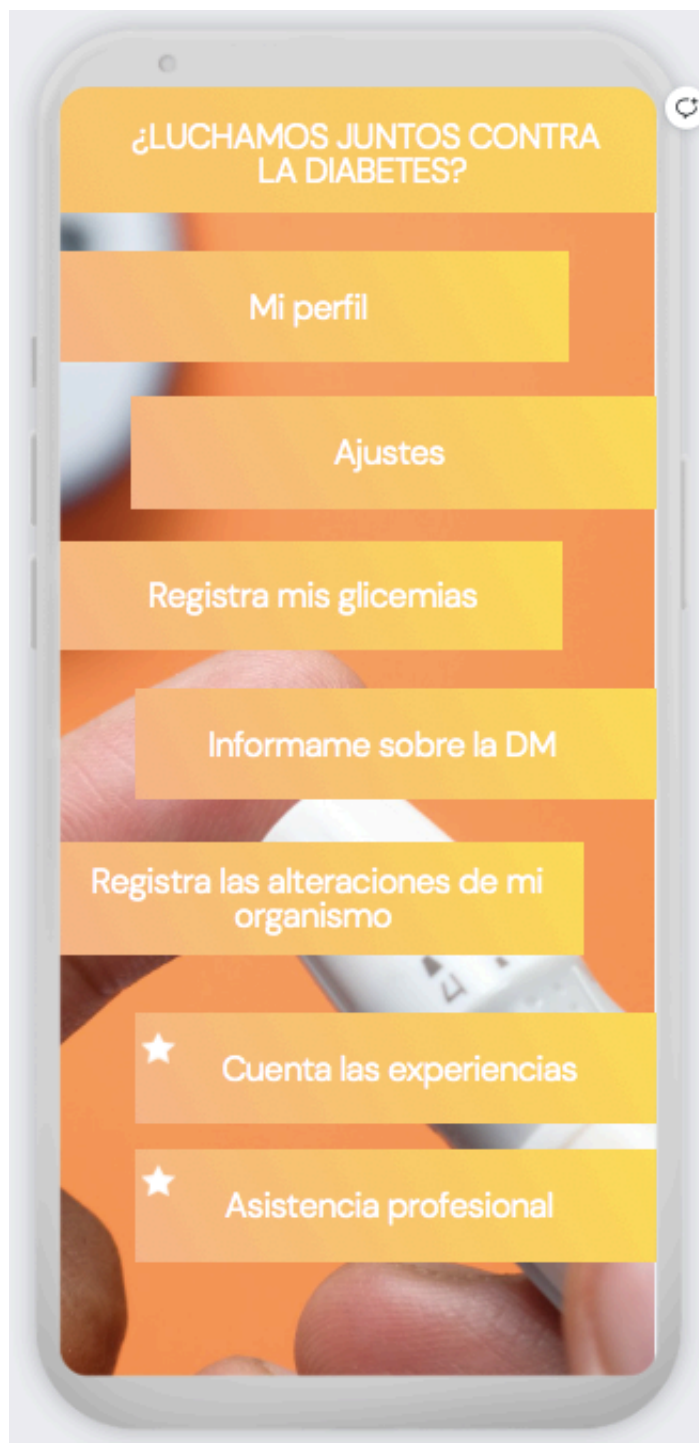 ¿LUCHAMOS JUNTOS CONTRA
LA DIABETES?
Mi perfil
Ajustes
Registra mis glicemias
Informame sobre la DM
Registra las alteraciones de mi
organismo
4
Cuenta las experiencias
Asistencia profesional